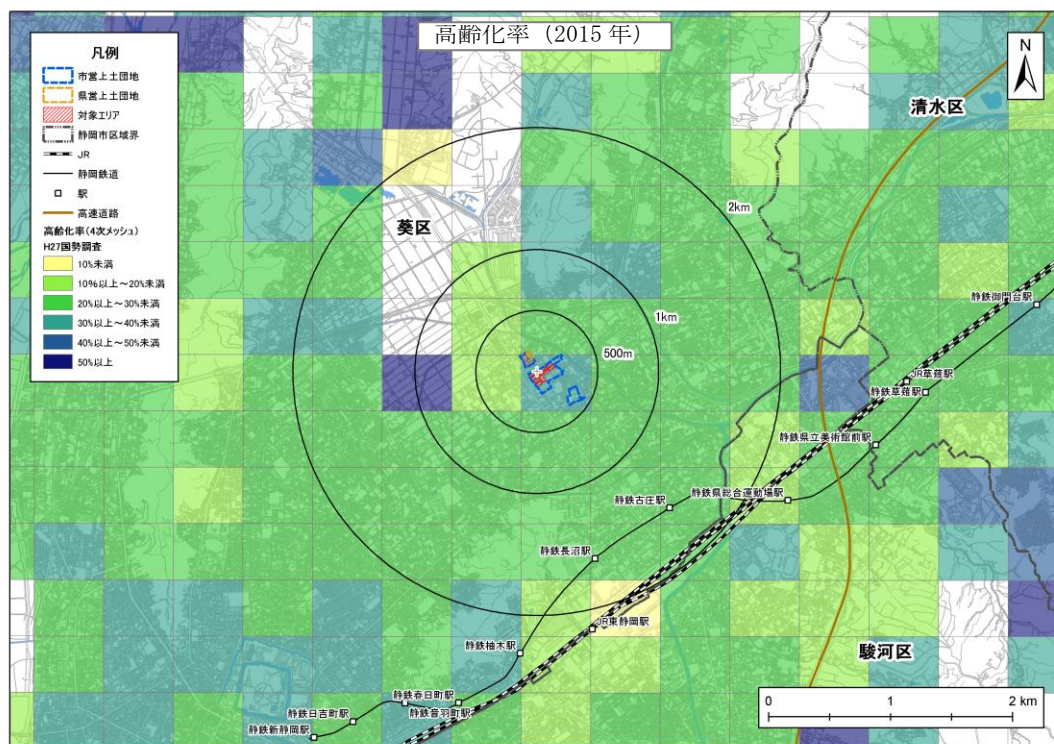 高齢化率（2015 年）
凡例
市営上土団地
県営上土団地
対象エリア
静岡市区域界
JR
静岡鉄道
駅
高速道路
高齢化率(4次メッシュ)
H27国勢調査
10%未満
10%以上～20%未満
20%以上～30%未満
30%以上～40%未満
40%以上～50%未満
50%以上
N
清水区
葵区
2km
1km
500m
静鉄御門台駅
JR草薙駅
静鉄草薙駅
静鉄県立美術館前駅
静鉄県総合運動場駅
静鉄古庄駅
静鉄長沼駅
JR東静岡駅
静鉄柚木駅
駿河区
静鉄春日町駅
静鉄音羽町駅
静鉄日吉町駅
静鉄新静岡駅
0
1
2 km